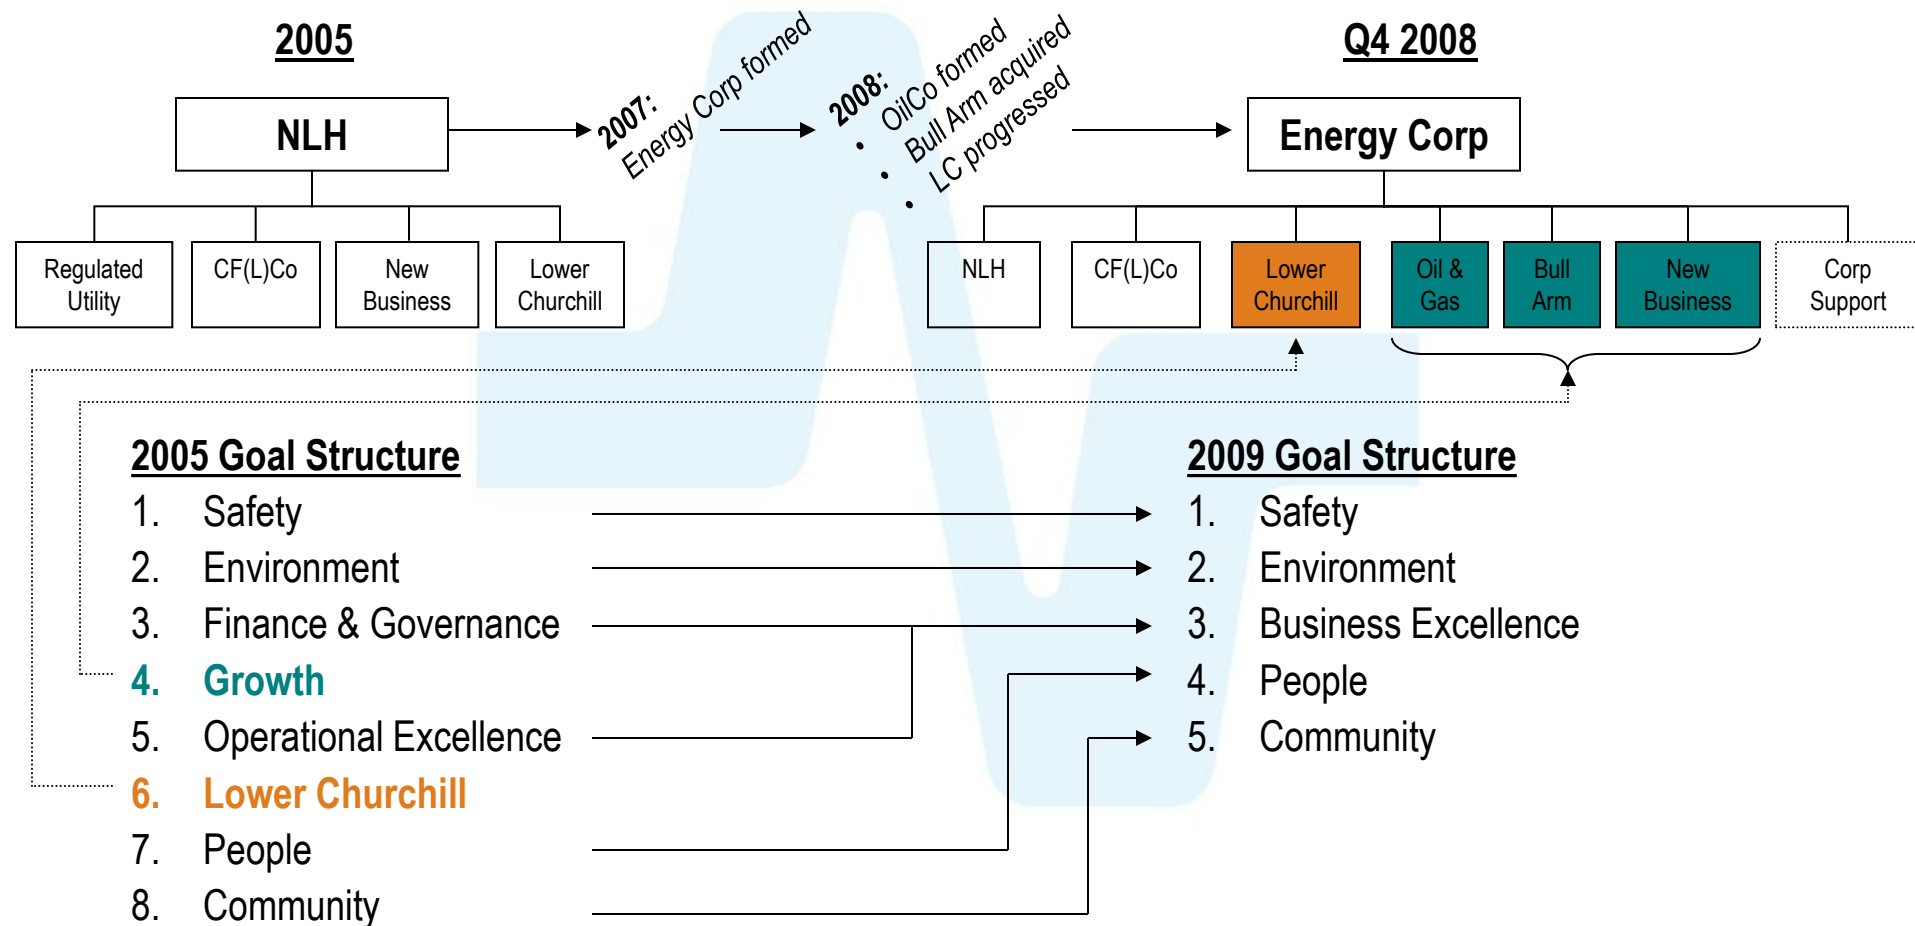 2005
NLH
Regulated
Utility
CF(L)Co
New
Business
Lower
Churchill
2007:
Energy Corp formed
2008:
• OilCo formed
• Bull Arm acquired
• LC progressed
Q4 2008
Energy Corp
NLH
CF(L)Co
Lower
Churchill
Oil &
Gas
Bull
Arm
New
Business
Corp
Support
2005 Goal Structure
1. Safety
2. Environment
3. Finance & Governance
4. Growth
5. Operational Excellence
6. Lower Churchill
7. People
8. Community
2009 Goal Structure
1. Safety
2. Environment
3. Business Excellence
4. People
5. Community